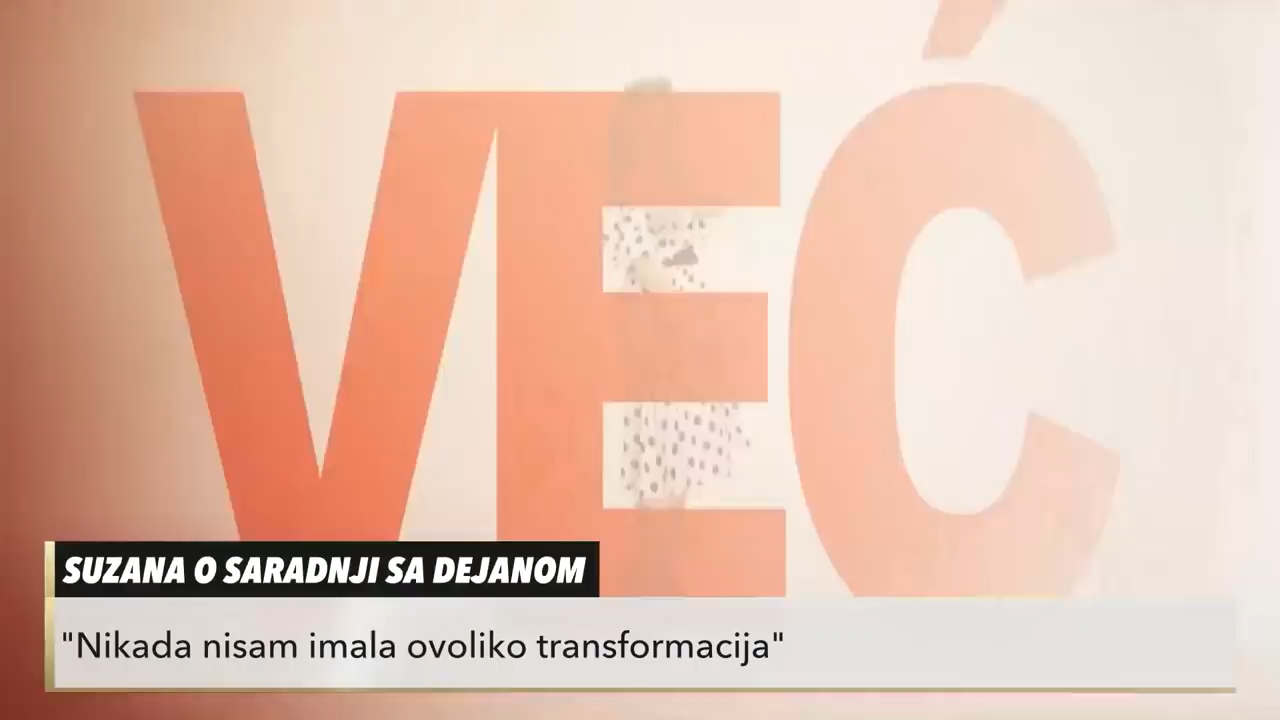 VEĆ
SUZANA O SARADNJI SA DEJANOM
"Nikada nisam imala ovoliko transformacija"